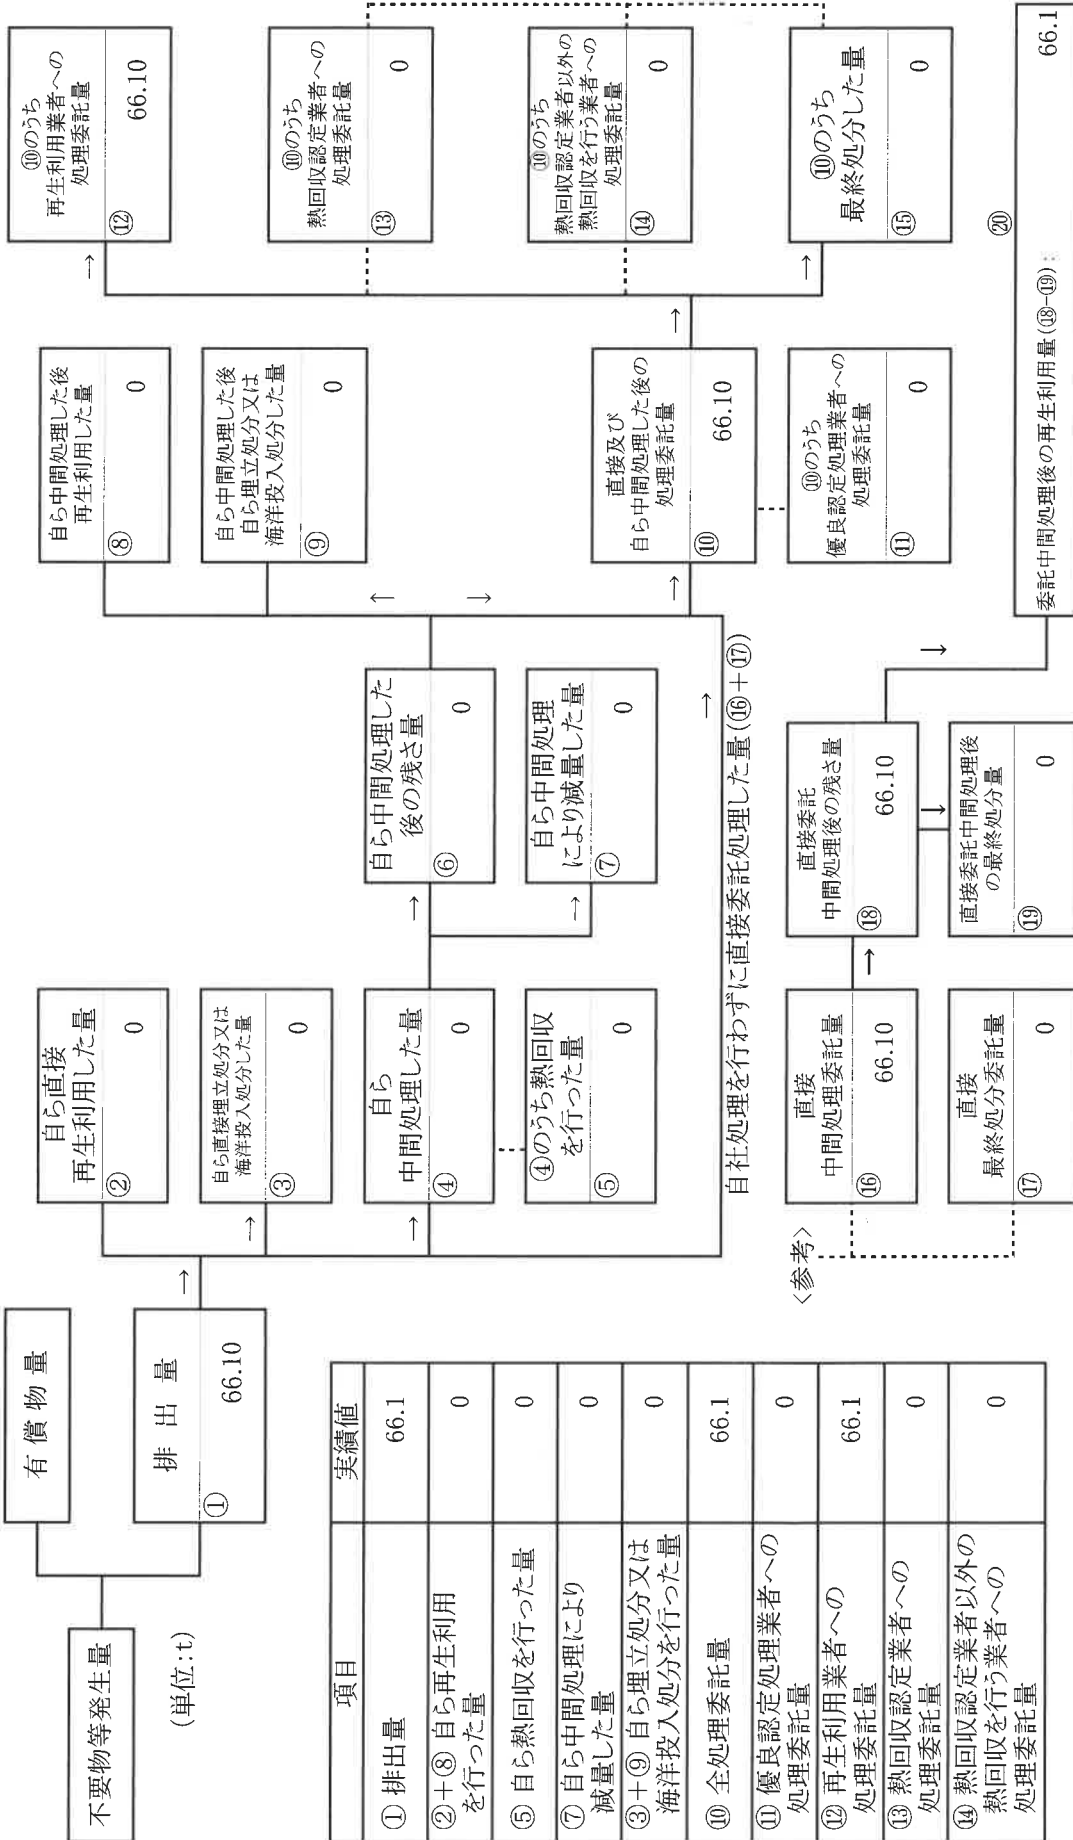 不要物等発生量
(単位:t)
有償物量
排出量
①
66.10
自ら直接
再生利用した量
②
0
自ら直接埋立処分又は
海洋投入処分した量
③
0
自ら
中間処理した量
④
0
④のうち熱回収
を行った量
⑤
0
自ら中間処理した
後の残さ量
⑥
0
自ら中間処理
により減量した量
⑦
0
自ら中間処理した後
再生利用した量
⑧
0
自ら中間処理した後
自ら埋立処分又は
海洋投入処分した量
⑨
0
直接及び
自ら中間処理した後の
処理委託量
⑩
66.10
⑩のうち
優良認定処理業者への
処理委託量
⑪
0
⑩のうち
再生利用業者への
処理委託量
⑫
66.10
⑩のうち
熱回収認定業者への
処理委託量
⑬
0
⑩のうち
熱回収認定業者以外の
熱回収を行う業者への
処理委託量
⑭
0
⑩のうち
最終処分した量
⑮
0
自社処理を行わずに直接委託処理した量(⑯+⑰)
<参考>
直接
中間処理委託量
⑯
66.10
直接
最終処分委託量
⑰
0
直接委託
中間処理後の残さ量
⑱
66.10
直接委託中間処理後
の最終処分量
⑲
0
⑳
委託中間処理後の再生利用量(⑱-⑲):
66.1
項目 実績値
① 排出量 66.1
②+⑧ 自ら再生利用
を行った量 0
⑤ 自ら熱回収を行った量 0
⑦ 自ら中間処理により
減量した量 0
③+⑨ 自ら埋立処分又は
海洋投入処分を行った量 0
⑩ 全処理委託量 66.1
⑪ 優良認定処理業者への
処理委託量 0
⑫ 再生利用業者への
処理委託量 66.1
⑬ 熱回収認定業者への
処理委託量 0
⑭ 熱回収認定業者以外の
熱回収を行う業者への
処理委託量 0